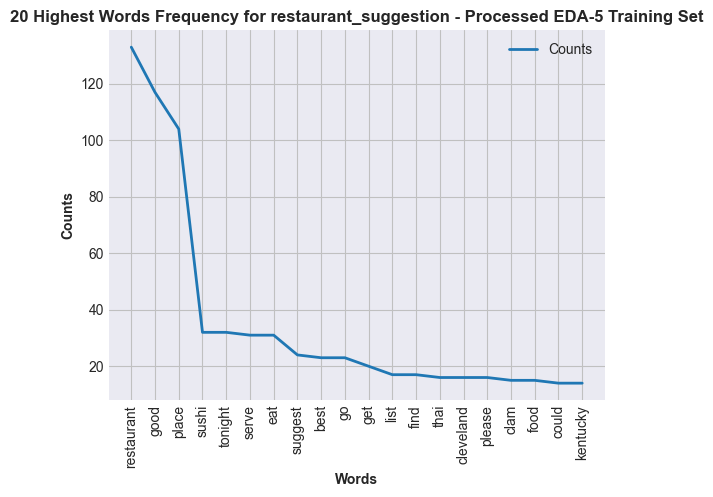 20 Highest Words Frequency for restaurant_suggestion - Processed EDA-5 Training Set
Counts
120
100
80
60
40
20
Counts
restaurant
good
place
sushi
tonight
serve
eat
suggest
best
go
get
list
find
thai
cleveland
please
clam
food
could
kentucky
Words